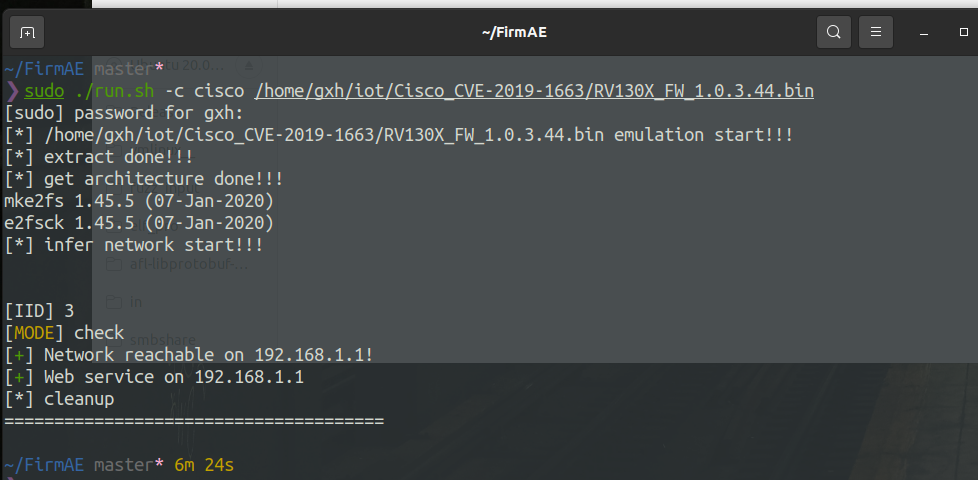 ~/FirmAE
~/FirmAE master*
❯ sudo ./run.sh -c cisco /home/gxh/iot/Cisco_CVE-2019-1663/RV130X_FW_1.0.3.44.bin
[sudo] password for gxh:
[*] /home/gxh/iot/Cisco_CVE-2019-1663/RV130X_FW_1.0.3.44.bin emulation start!!!
[*] extract done!!!
[*] get architecture done!!!
mke2fs 1.45.5 (07-Jan-2020)
e2fsck 1.45.5 (07-Jan-2020)
[*] infer network start!!!
afl-libprotobuf-...
in
[IID] 3
[MODE] check
smbshare
[+] Network reachable on 192.168.1.1!
[+] Web service on 192.168.1.1
[*] cleanup
======================================
~/FirmAE master* 6m 24s